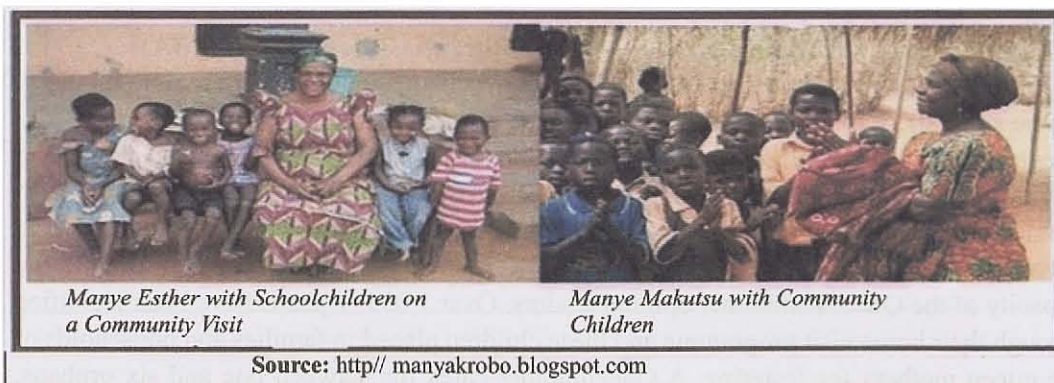 Manye Esther with Schoolchildren on
a Community Visit
Manye Makutsu with Community
Children
Source: http// manyakrobo.blogspot.com